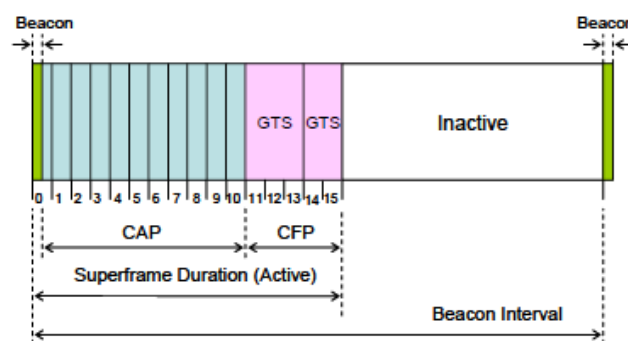 Beacon Beacon
GTS GTS Inactive
0 1 2 3 4 5 6 7 8 9 10 11 12 13 14 15
CAP CFP
Superframe Duration (Active)
Beacon Interval